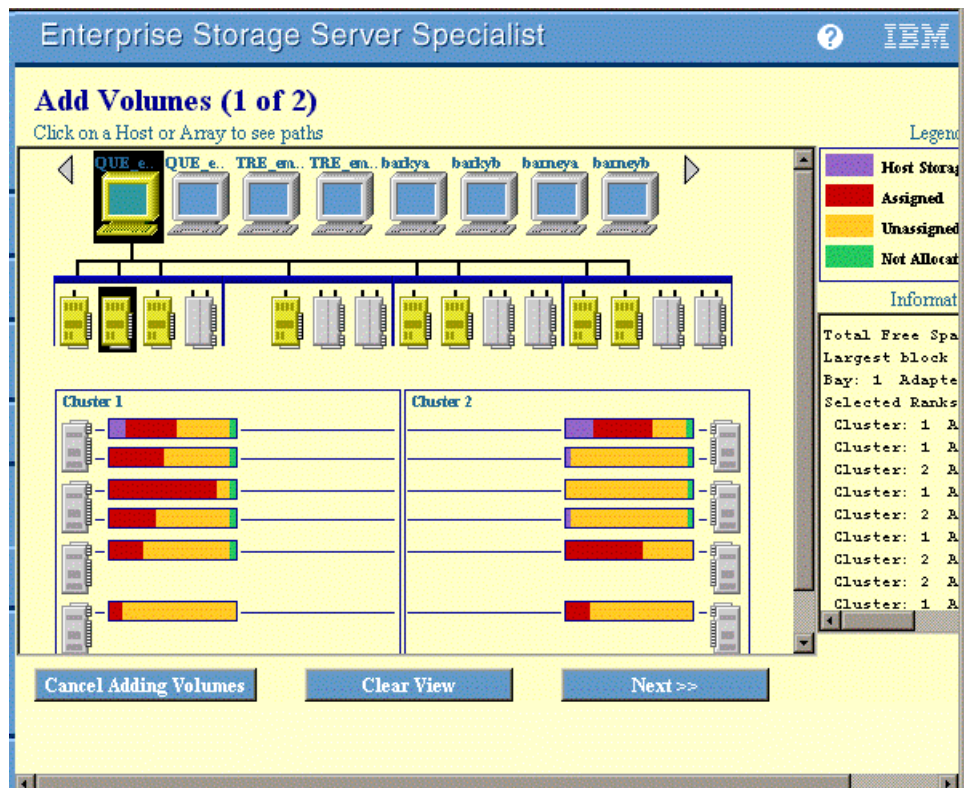 Enterprise Storage Server Specialist ? IBM
Add Volumes (1 of 2)
Click on a Host or Array to see paths
Legend
QUE_e.. QUE_e.. TRE_em.. TRE_em.. barkya barkyb barneya barneyb
Host Storag
Assigned
Unassigned
Not Allocat
Informat
Total Free Spa
Largest block
Bay: 1 Adapte
Selected Ranks
Cluster: 1 A
Cluster: 1 A
Cluster: 2 A
Cluster: 1 A
Cluster: 2 A
Cluster: 1 A
Cluster: 2 A
Cluster: 2 A
Cluster: 1 A
Cluster 1
Cluster 2
Cancel Adding Volumes
Clear View
Next >>